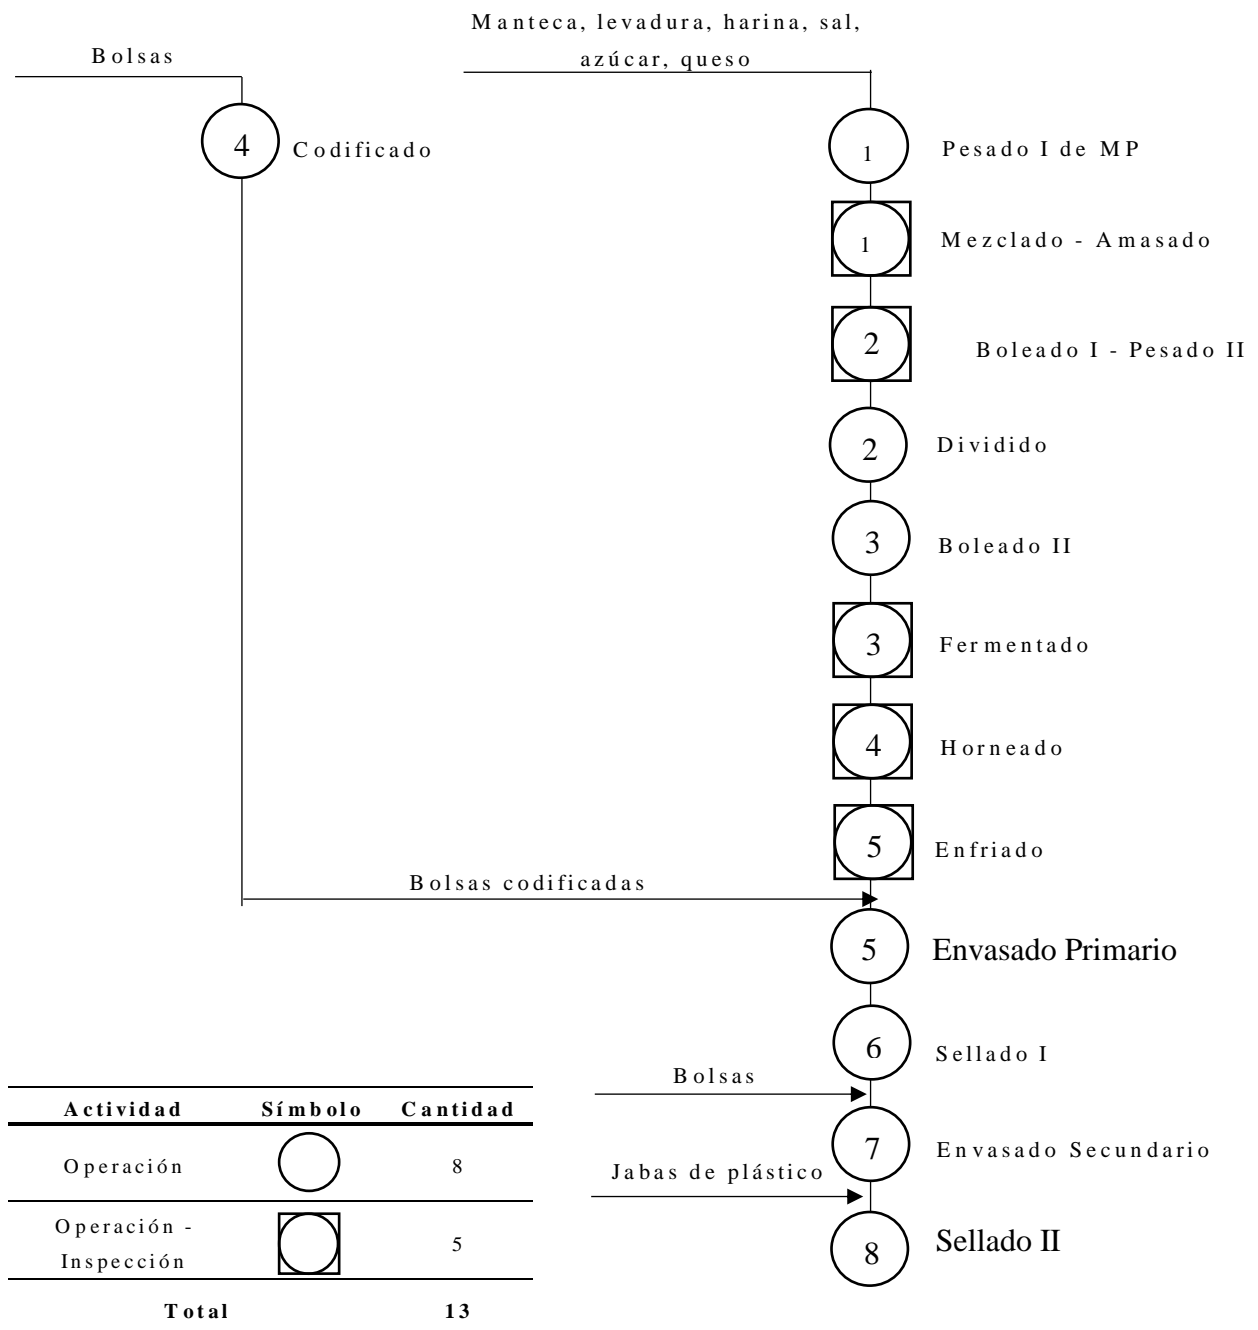 Manteca, levadura, harina, sal,
azúcar, queso
Bolsas
4
Codificado
1
Pesado I de MP
1
Mezclado - Amasado
2
Boleado I - Pesado II
2
Dividido
3
Boleado II
3
Fermentado
4
Horneado
5
Enfriado
Bolsas codificadas
5
Envasado Primario
6
Sellado I
Bolsas
7
Envasado Secundario
Jabas de plástico
8
Sellado II
Actividad Símbolo Cantidad
Operación 8
Operación -
Inspección 5
Total 13